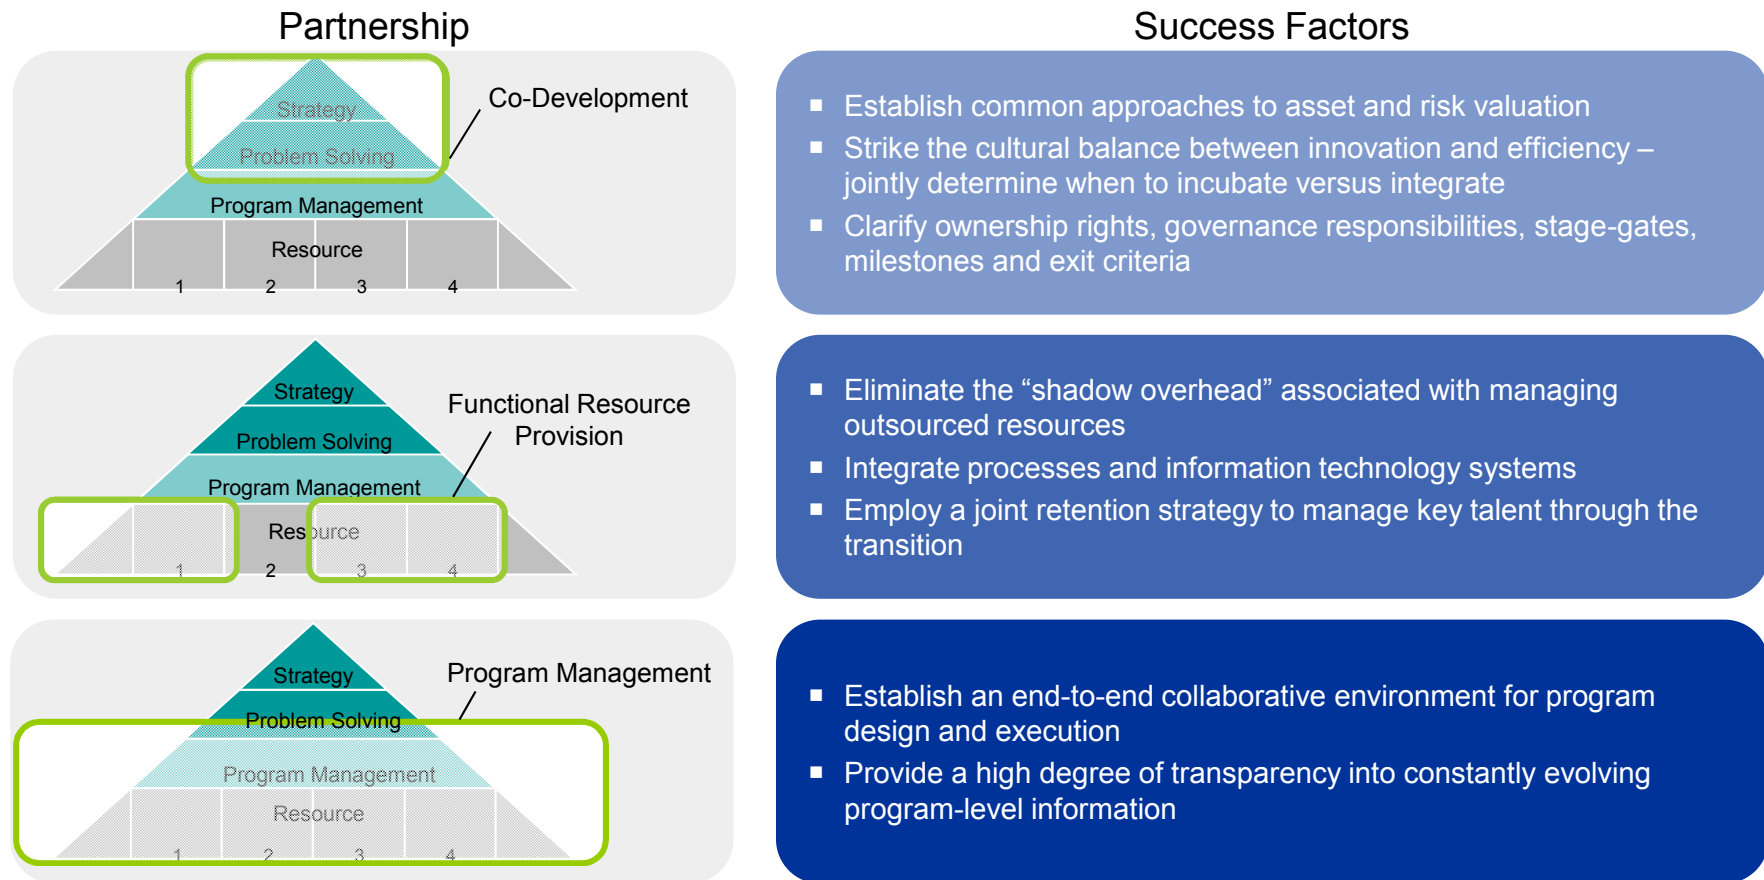 Partnership
Success Factors
Strategy
Problem Solving
Program Management
Resource
1 2 3 4
Co-Development
■ Establish common approaches to asset and risk valuation
■ Strike the cultural balance between innovation and efficiency –
jointly determine when to incubate versus integrate
■ Clarify ownership rights, governance responsibilities, stage-gates,
milestones and exit criteria
Strategy
Problem Solving
Program Management
Resource
1 2 3 4
Functional Resource
Provision
■ Eliminate the “shadow overhead” associated with managing
outsourced resources
■ Integrate processes and information technology systems
■ Employ a joint retention strategy to manage key talent through the
transition
Strategy
Problem Solving
Program Management
Resource
1 2 3 4
Program Management
■ Establish an end-to-end collaborative environment for program
design and execution
■ Provide a high degree of transparency into constantly evolving
program-level information